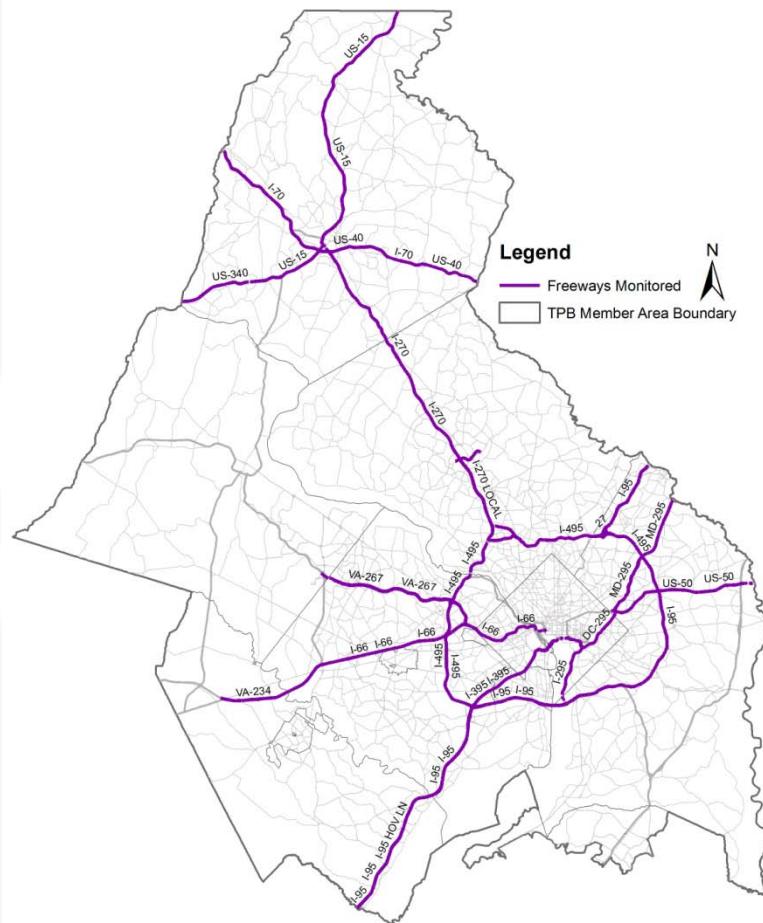 US-15
US-15
I-70
US-40
I-70
US-40
US-15
US-340
Legend
N
Freeways Monitored
TPB Member Area Boundary
I-270
I-270
I-270 LOCAL
I-95
27
I-495
I-495
MD-295
I-495
I-495
VA-267
VA-267
MD-295
US-50
US-50
I-66
I-66
DC-295
I-95
I-66
I-66
I-66
I-495
I-495
I-295
I-395
I-395
VA-234
I-95
I-95
I-95
I-95
I-95 HOV LN
I-95
I-95